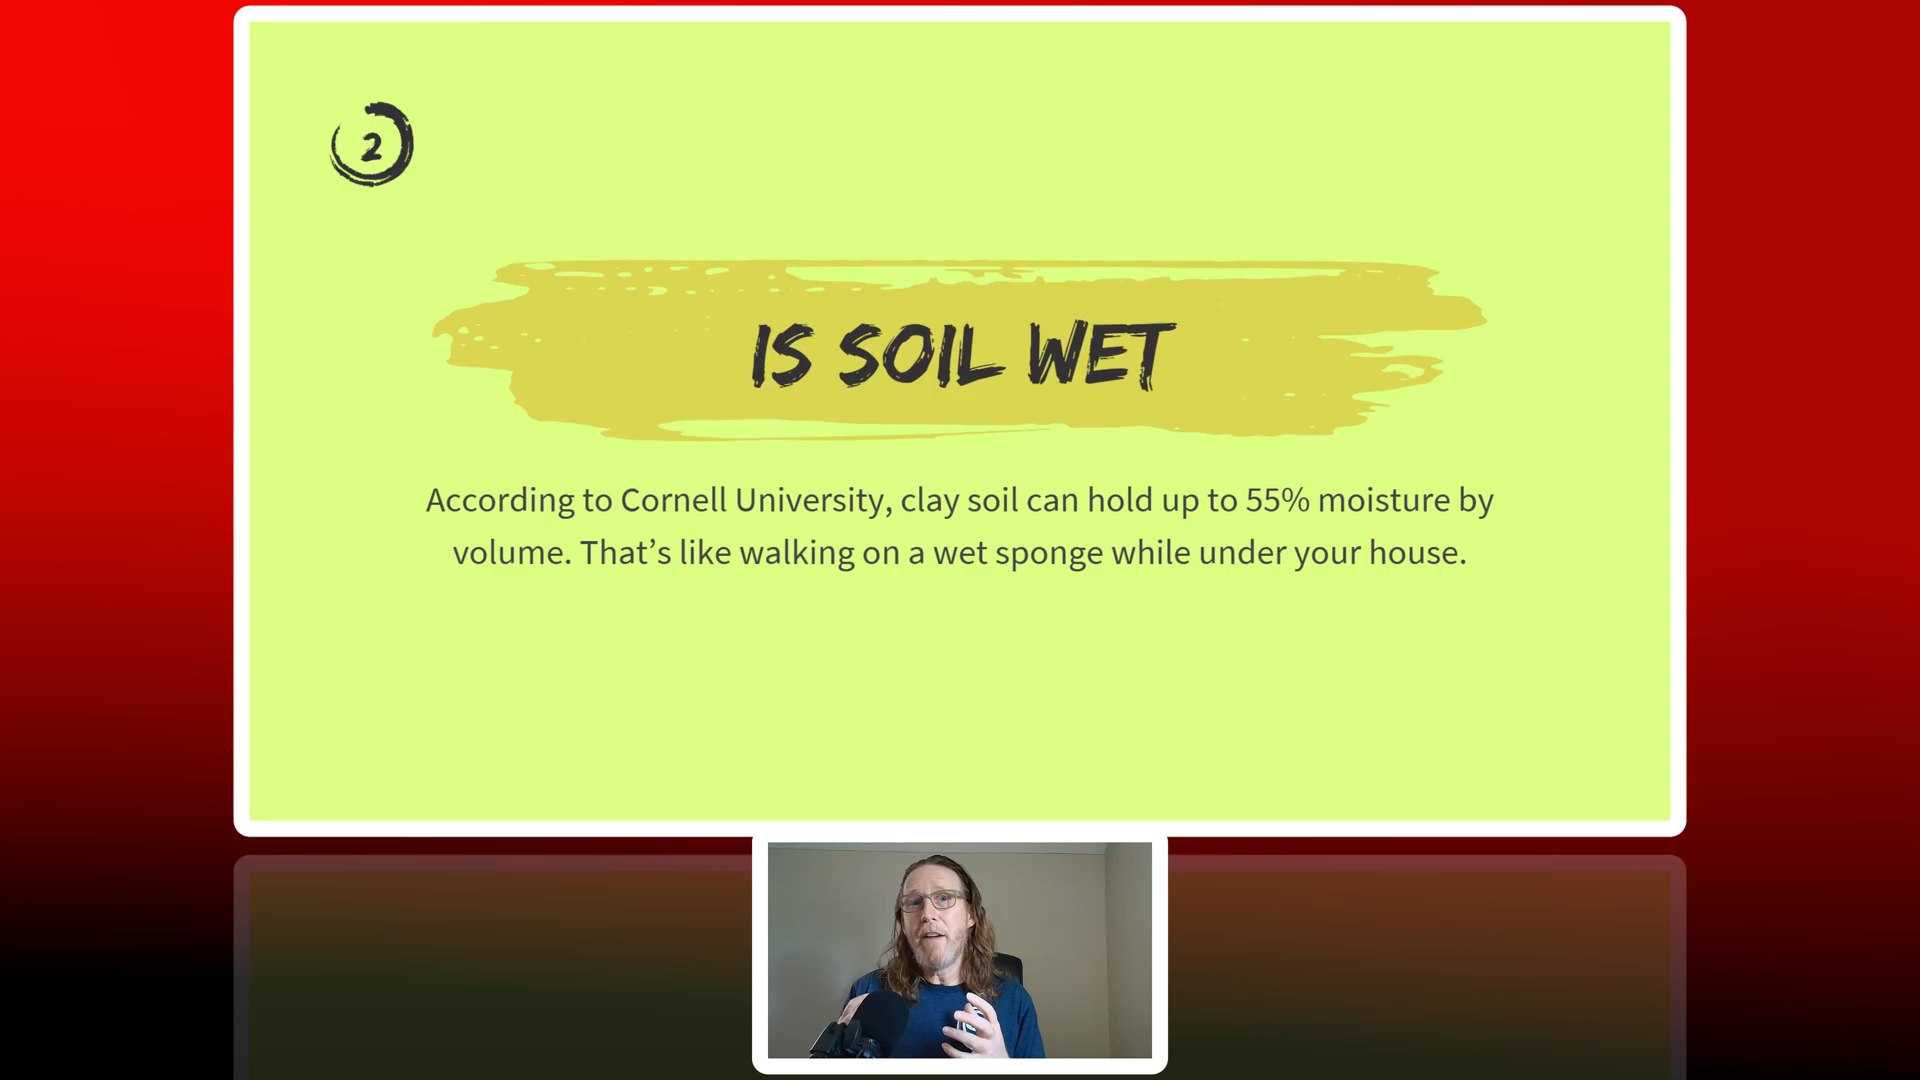 2
IS SOIL WET
According to Cornell University, clay soil can hold up to 55% moisture by
volume. That’s like walking on a wet sponge while under your house.